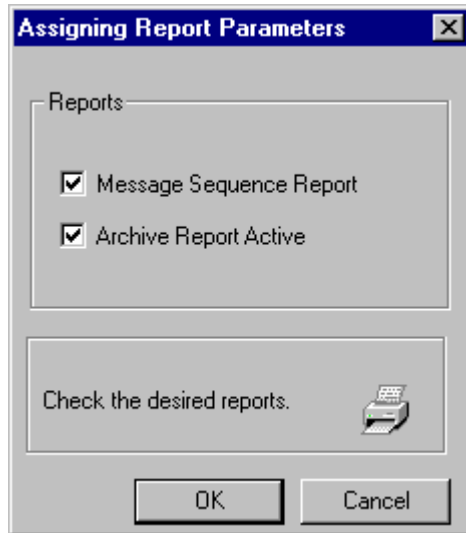 Assigning Report Parameters
Reports
Message Sequence Report
Archive Report Active
Check the desired reports.
OK Cancel